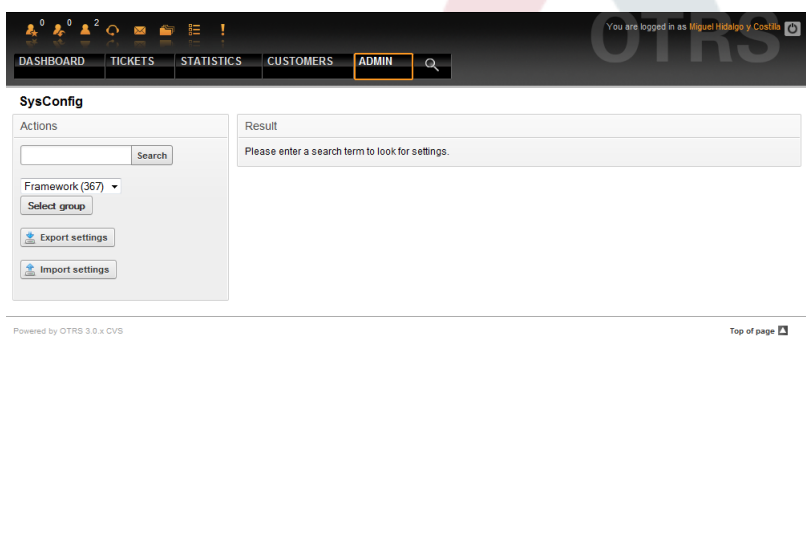 0 0 2
You are logged in as Miguel Hidalgo y Costilla
OTRS
DASHBOARD TICKETS STATISTICS CUSTOMERS ADMIN
SysConfig
Actions
Search
Framework (367)
Select group
Export settings
Import settings
Result
Please enter a search term to look for settings.
Powered by OTRS 3.0.x CVS
Top of page